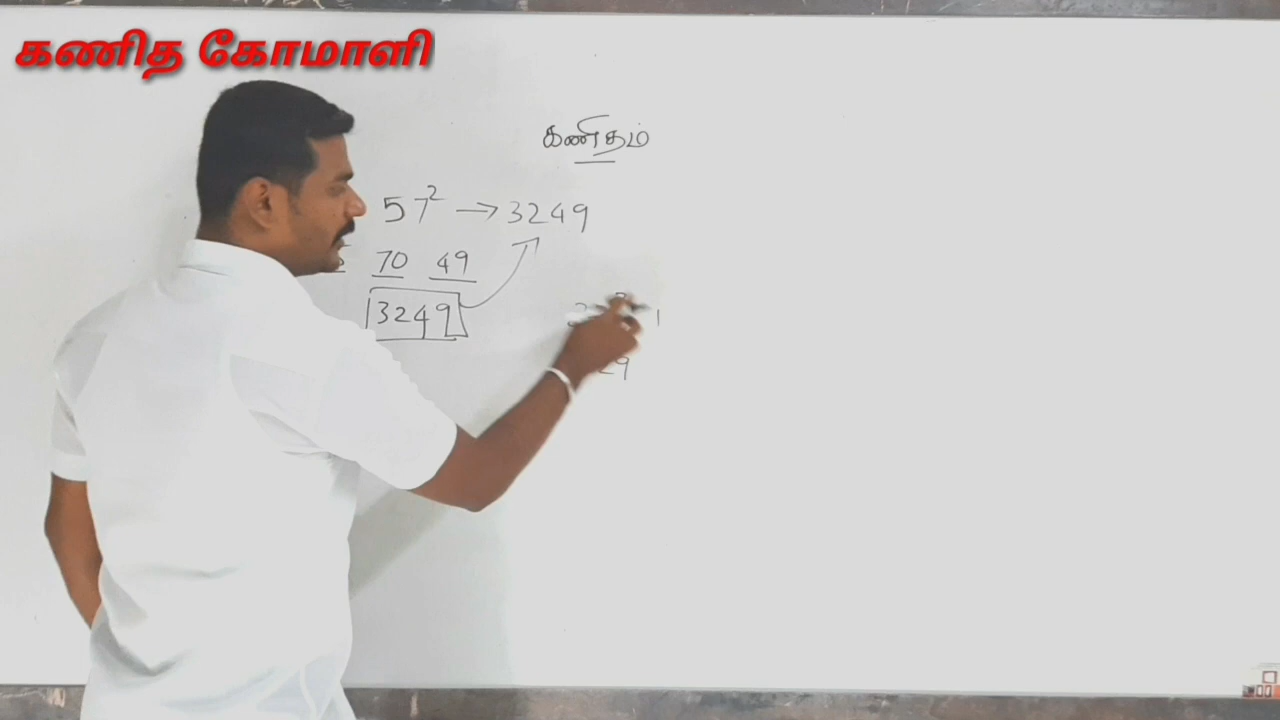 கணித கோமாளி
கணிதம்
57² → 3249
70 49
3249